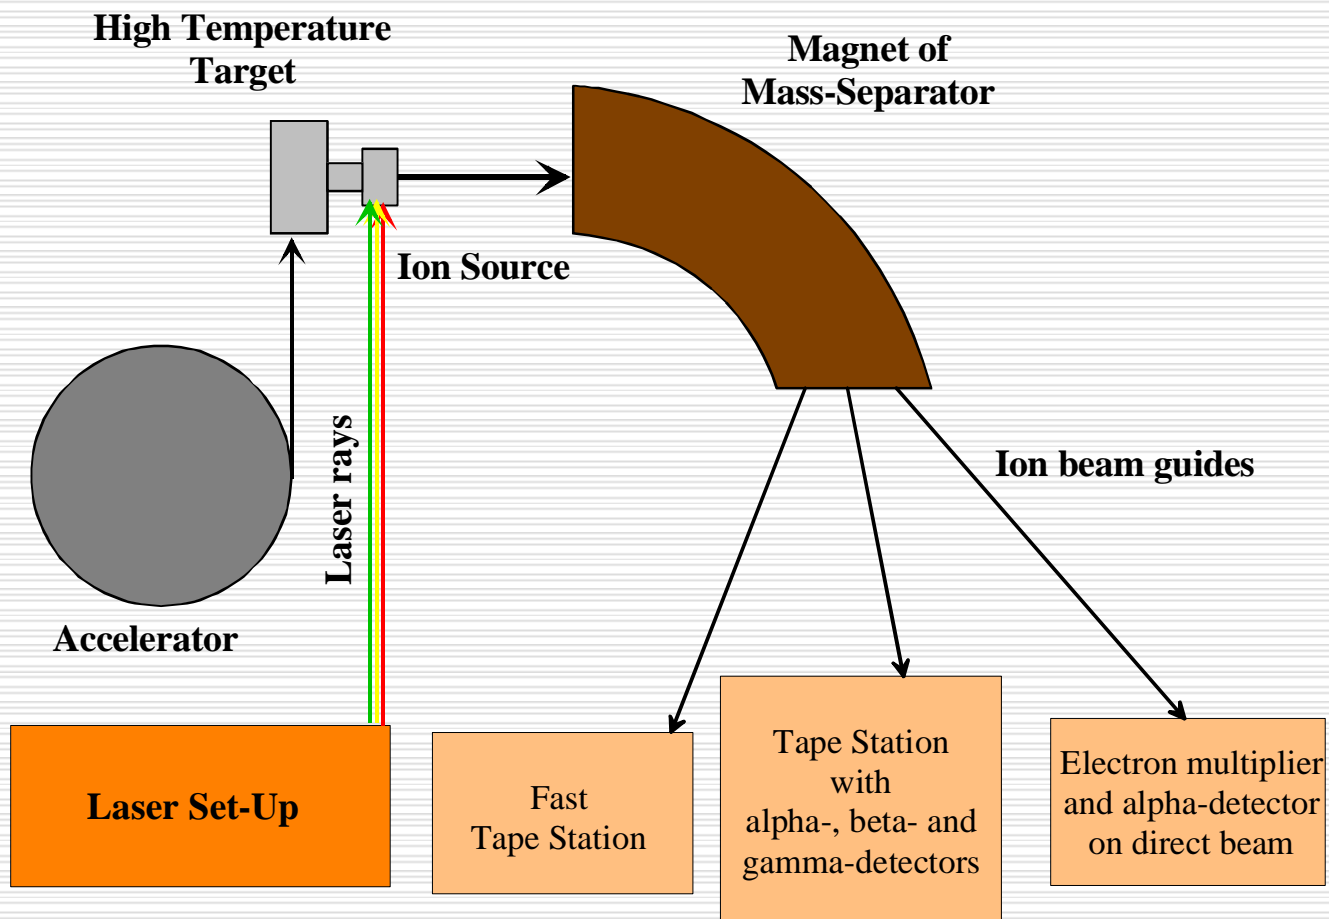 High Temperature
Target
Magnet of
Mass-Separator
Ion Source
Laser rays
Ion beam guides
Accelerator
Laser Set-Up
Fast
Tape Station
Tape Station
with
alpha-, beta- and
gamma-detectors
Electron multiplier
and alpha-detector
on direct beam